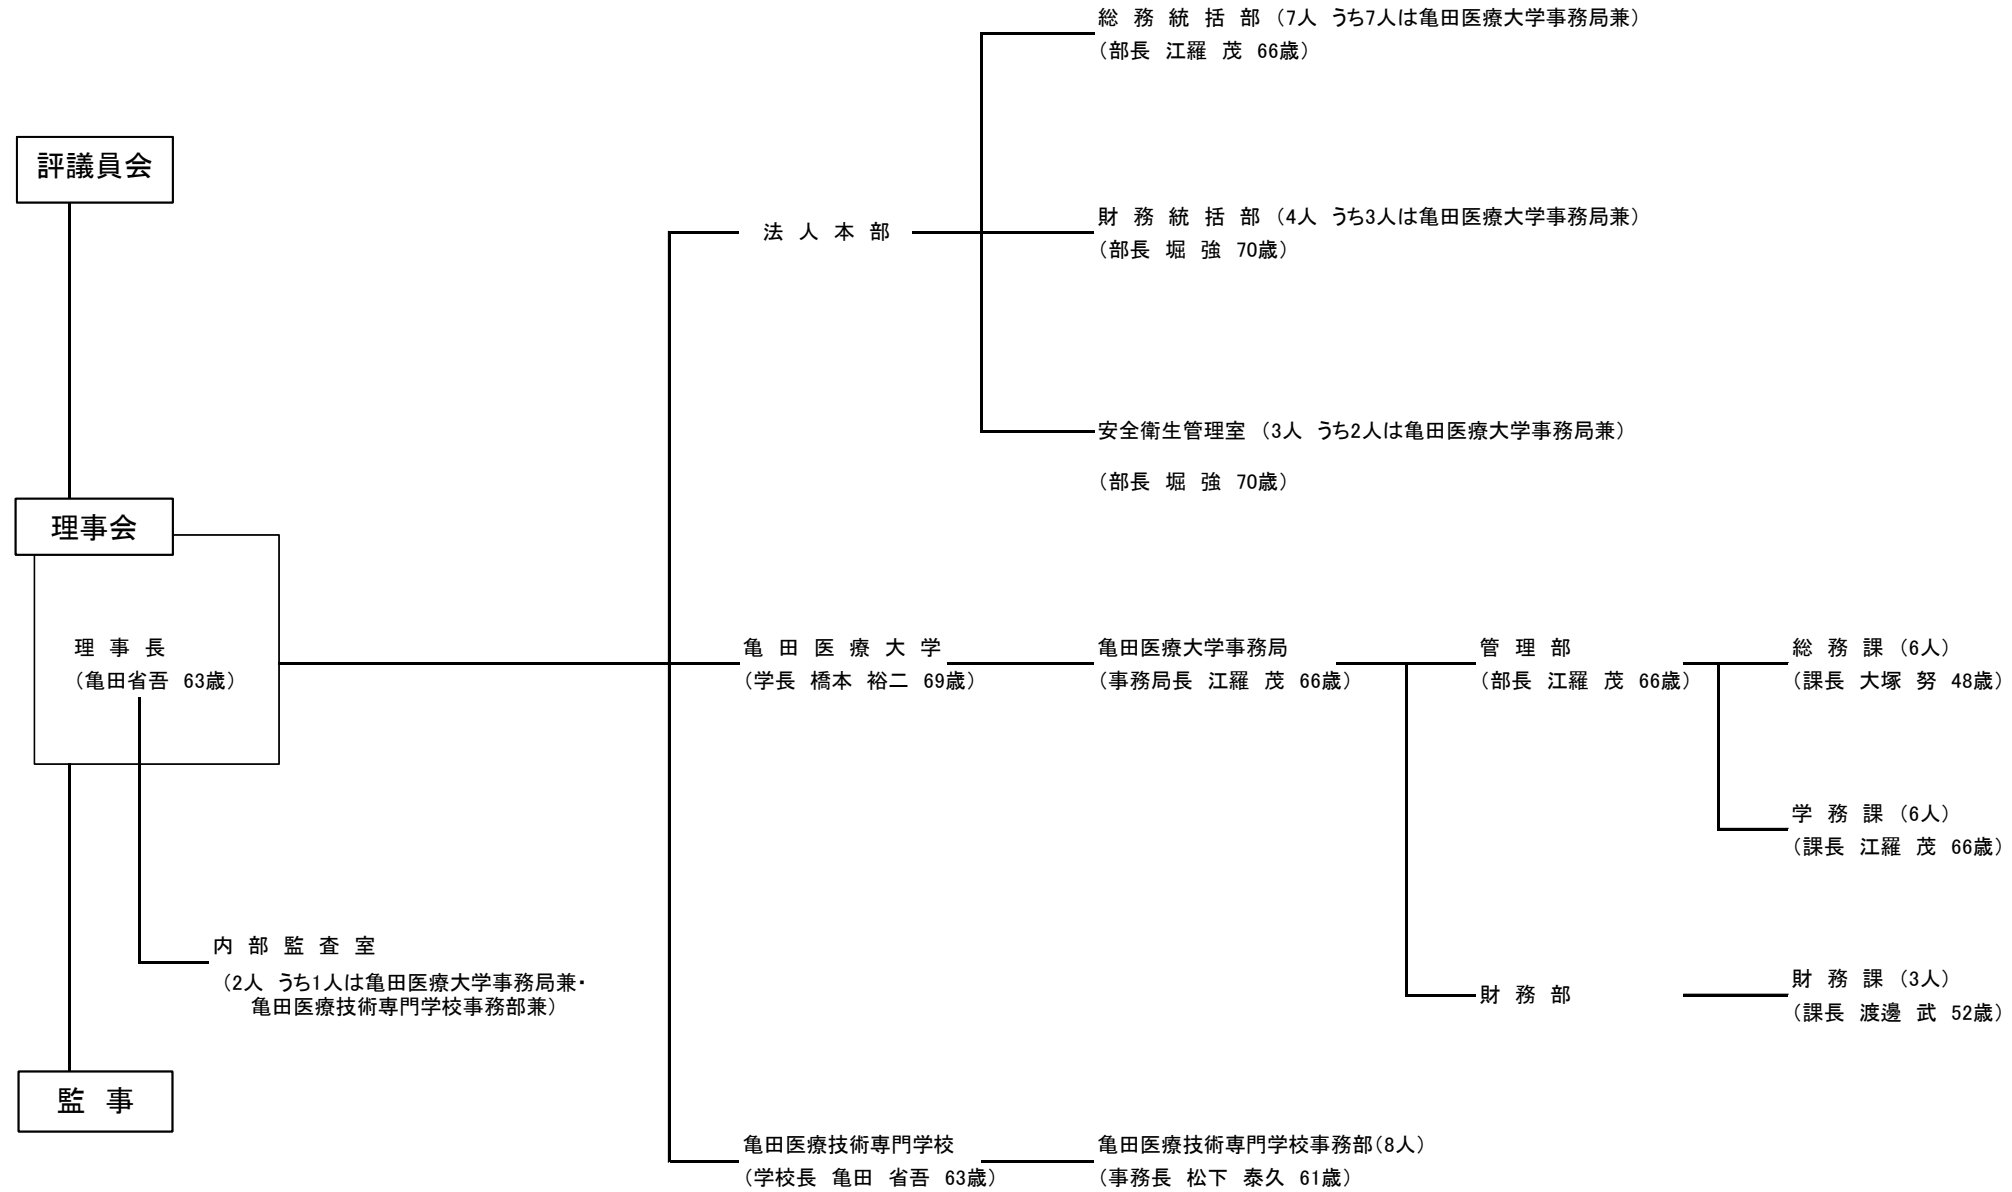 総 務 統 括 部 （7人 うち7人は亀田医療大学事務局兼）
（部長 江羅 茂 66歳）
評議員会
財 務 統 括 部 （4人 うち3人は亀田医療大学事務局兼）
（部長 堀 強 70歳）
法 人 本 部
安全衛生管理室 （3人 うち2人は亀田医療大学事務局兼）
（部長 堀 強 70歳）
理事会
理 事 長
（亀田省吾 63歳）
亀 田 医 療 大 学
（学長 橋本 裕二 69歳）
亀田医療大学事務局
（事務局長 江羅 茂 66歳）
管 理 部
（部長 江羅 茂 66歳）
総 務 課 （6人）
（課長 大塚 努 48歳）
学 務 課 （6人）
（課長 江羅 茂 66歳）
内 部 監 査 室
（2人 うち1人は亀田医療大学事務局兼・
亀田医療技術専門学校事務部兼）
財 務 部
財 務 課 （3人）
（課長 渡邊 武 52歳）
監 事
亀田医療技術専門学校
（学校長 亀田 省吾 63歳）
亀田医療技術専門学校事務部（8人）
（事務長 松下 泰久 61歳）